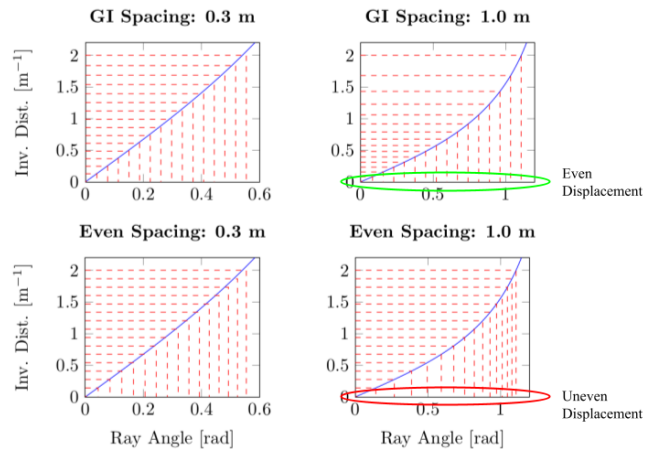 GI Spacing: 0.3 m
GI Spacing: 1.0 m
Inv. Dist. [m⁻¹]
2
1.5
1
0.5
0
0
0.2
0.4
0.6
2
1.5
1
0.5
0
0
0.5
1
Even
Displacement
Even Spacing: 0.3 m
Even Spacing: 1.0 m
Inv. Dist. [m⁻¹]
2
1.5
1
0.5
0
0
0.2
0.4
0.6
Ray Angle [rad]
2
1.5
1
0.5
0
0
0.5
1
Ray Angle [rad]
Uneven
Displacement